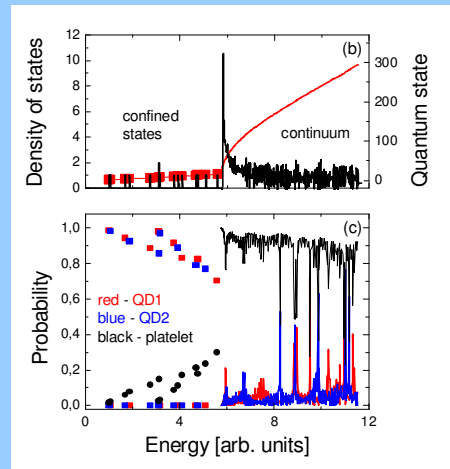 12
10
8
6
4
2
0
Density of states
(b)
confined
states
continuum
300
200
100
0
Quantum state
1,0
0,8
0,6
0,4
0,2
0,0
Probability
(c)
red - QD1
blue - QD2
black - platelet
0 4 8 12
Energy [arb. units]